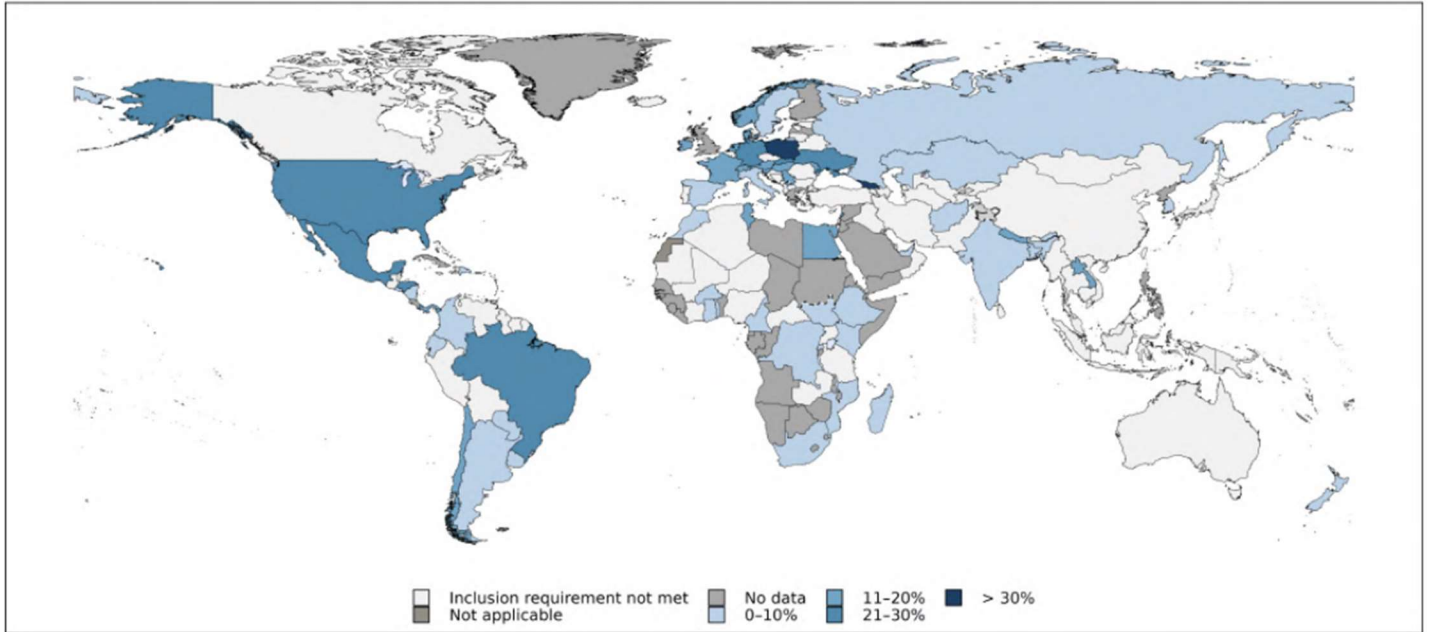 Inclusion requirement not met No data 11–20% > 30%
Not applicable 0–10% 21–30%